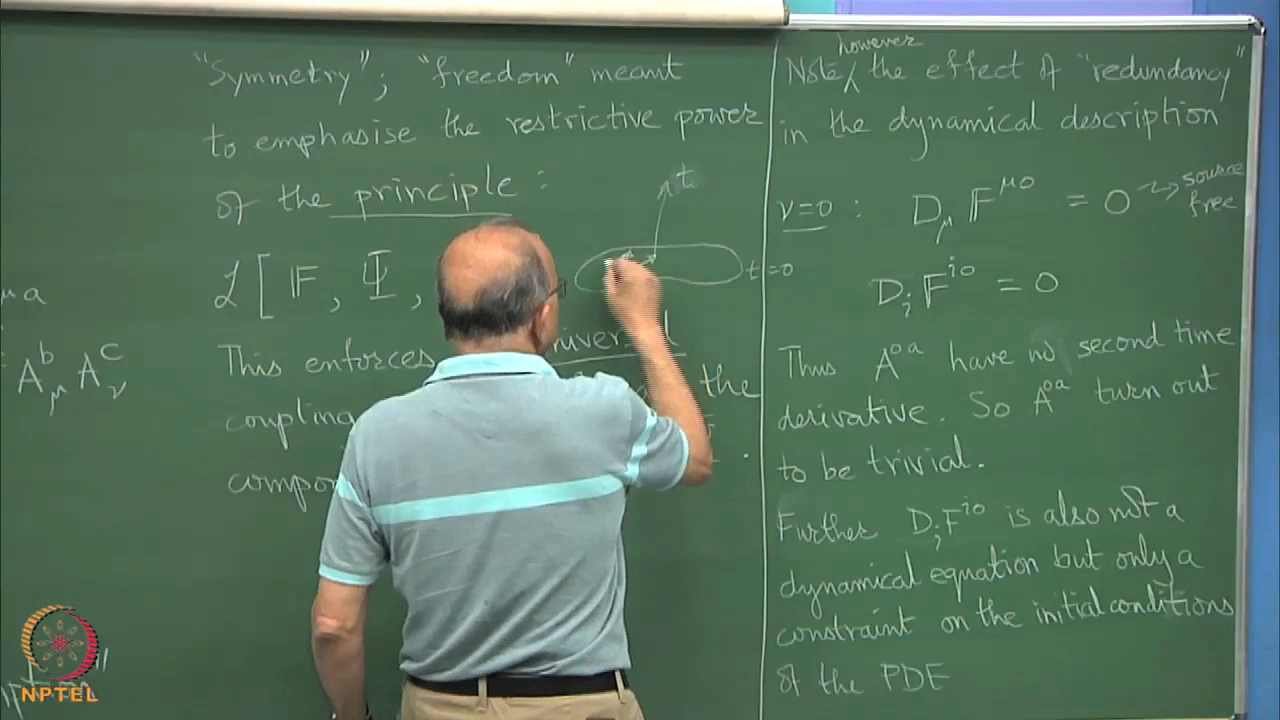 "Symmetry"; "freedom" meant
to emphasise the restrictive power
of the principle :
ℒ [ 𝔽 , Ψ ,
This enforces
coupling the
compo
t
t=0
μa
A^b_μ A^c_ν
however
Note, the effect of "redundancy"
in the dynamical description
ν=0 : D_μ 𝔽^{μ0} = 0 ⇝ source free
D_i 𝔽^{i0} = 0
Thus A^{0a} have no second time
derivative. So A^{0a} turn out
to be trivial.
Further D_i F^{i0} is also not a
dynamical equation but only a
constraint on the initial conditions
of the PDE
NPTEL